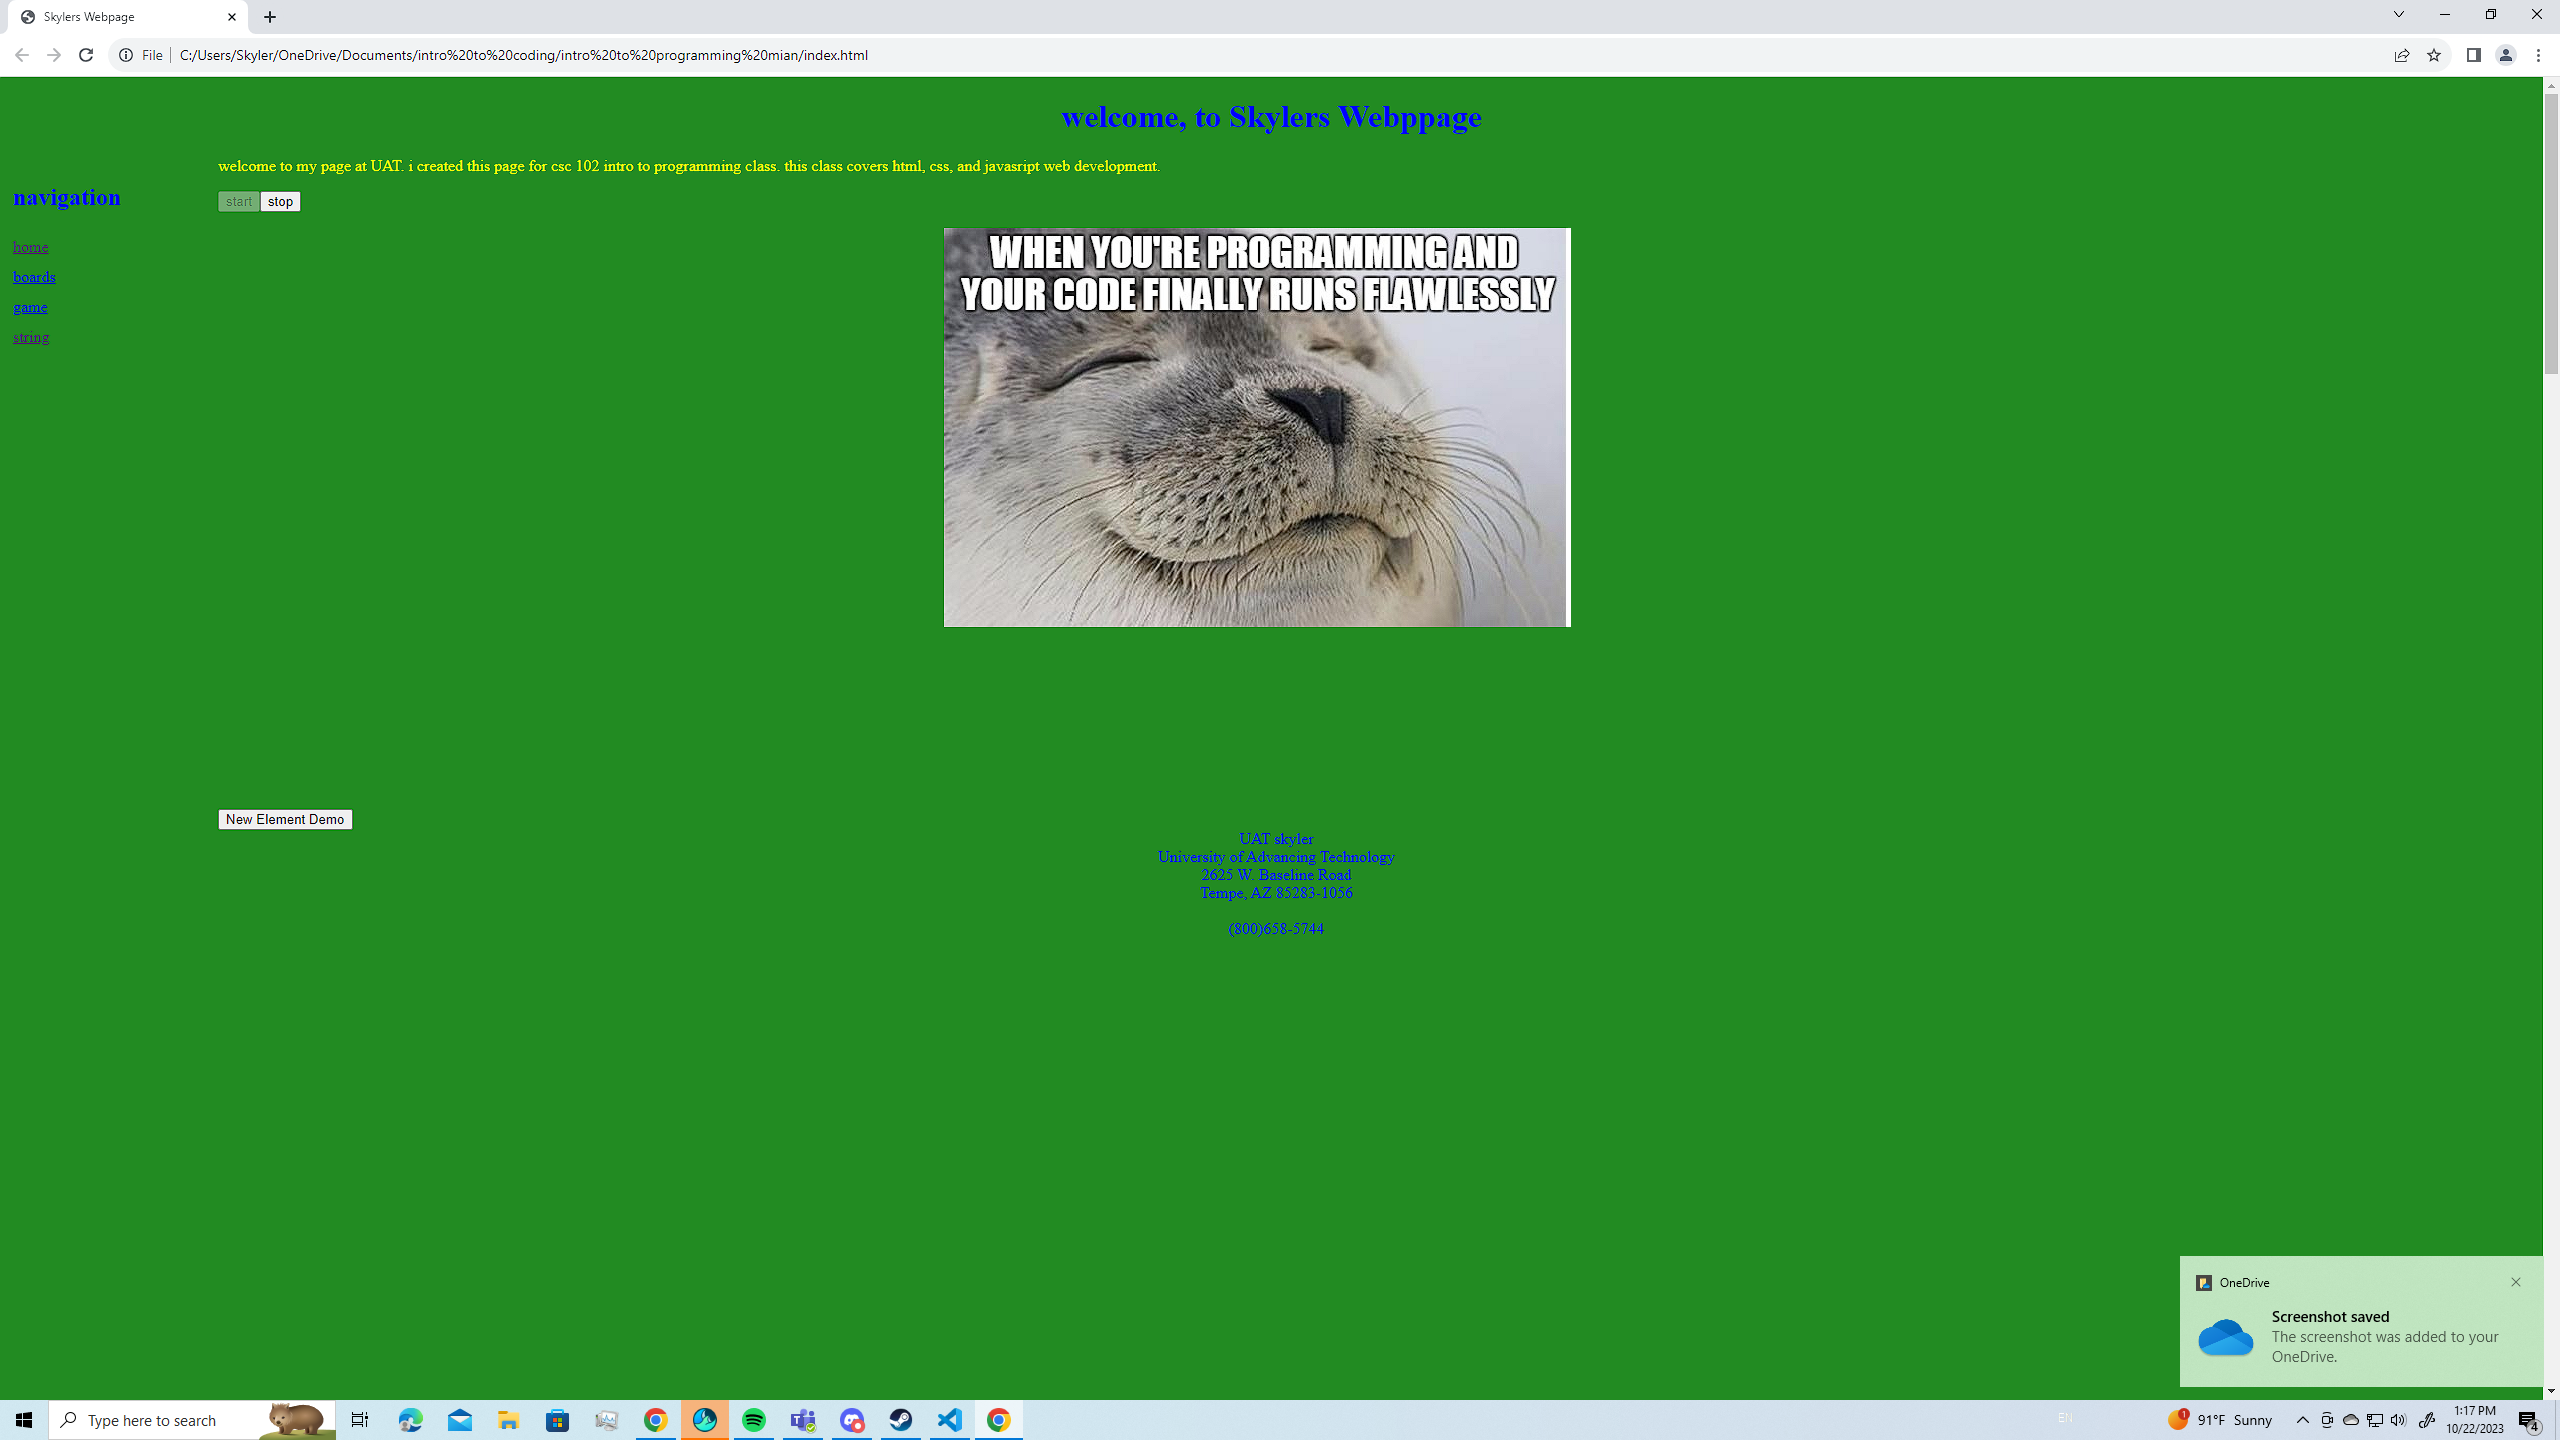 Skylers Webpage
File
C:/Users/Skyler/OneDrive/Documents/intro%20to%20coding/intro%20to%20programming%20mian/index.html
welcome, to Skylers Webppage
welcome to my page at UAT. i created this page for csc 102 intro to programming class. this class covers html, css, and javasript web development.
navigation
start stop
home
boards
game
string
WHEN YOU'RE PROGRAMMING AND
YOUR CODE FINALLY RUNS FLAWLESSLY
New Element Demo
UAT skyler
University of Advancing Technology
2625 W. Baseline Road
Tempe, AZ 85283-1056
(800)658-5744
OneDrive
Screenshot saved
The screenshot was added to your
OneDrive.
Type here to search
EN
1
91°F Sunny
1:17 PM
10/22/2023
4